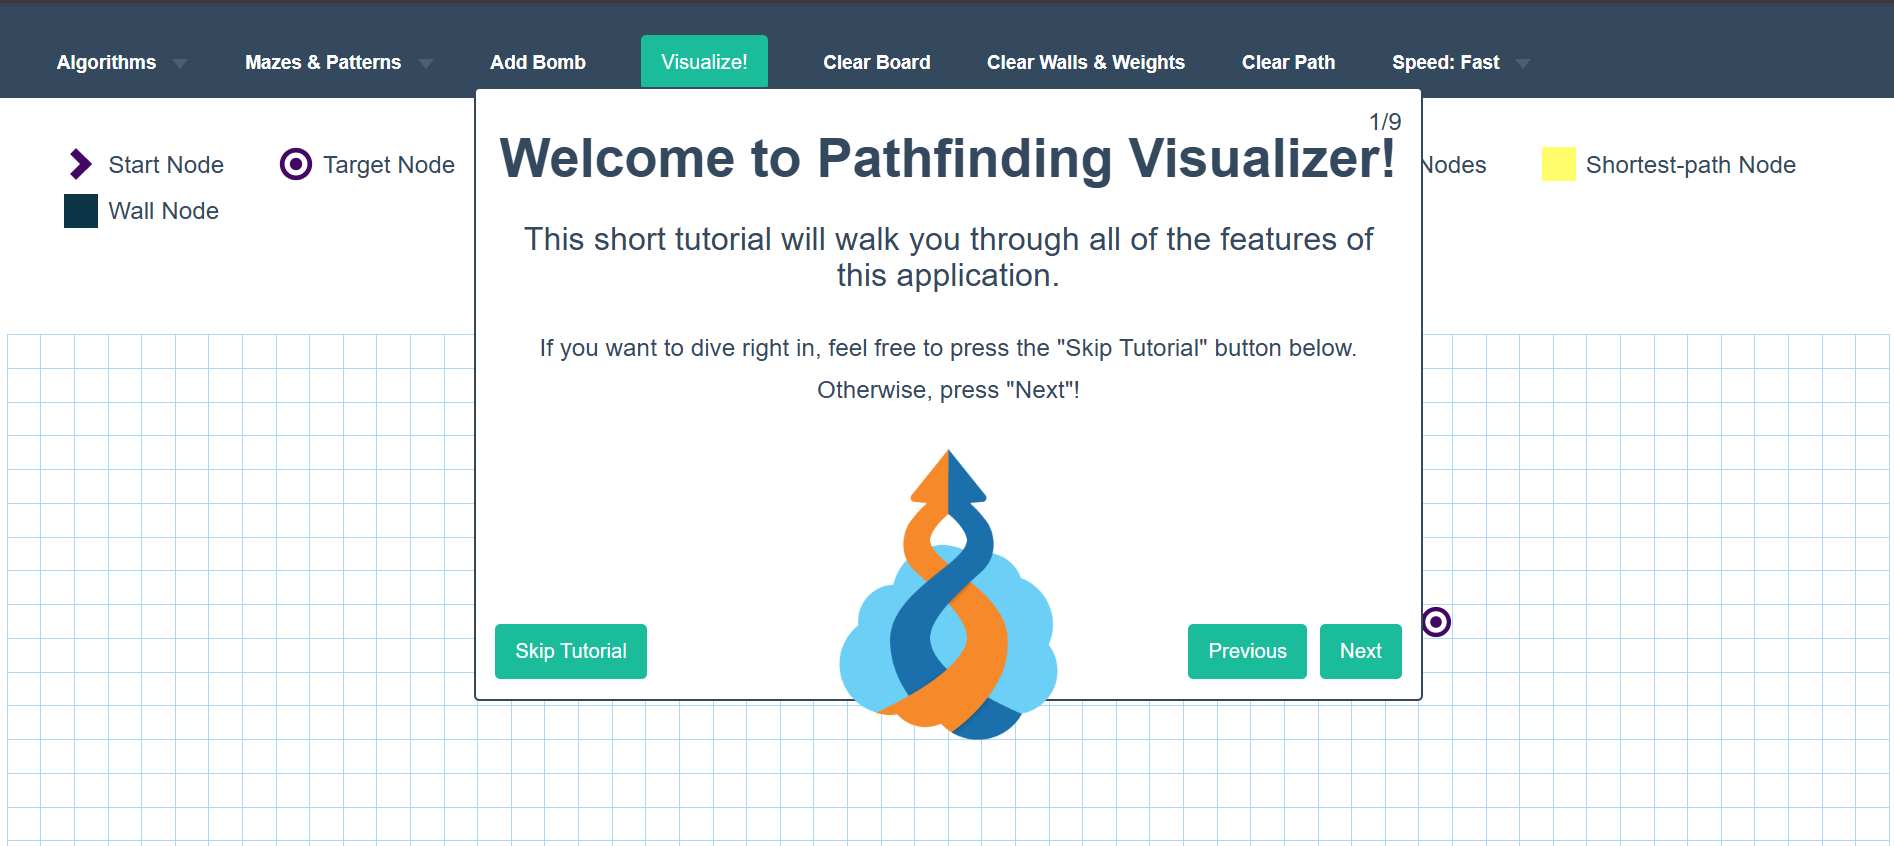 Algorithms Mazes & Patterns Add Bomb Visualize! Clear Board Clear Walls & Weights Clear Path Speed: Fast
1/9
Welcome to Pathfinding Visualizer!
Start Node Target Node Nodes Shortest-path Node
Wall Node
This short tutorial will walk you through all of the features of
this application.
If you want to dive right in, feel free to press the "Skip Tutorial" button below.
Otherwise, press "Next"!
Skip Tutorial Previous Next